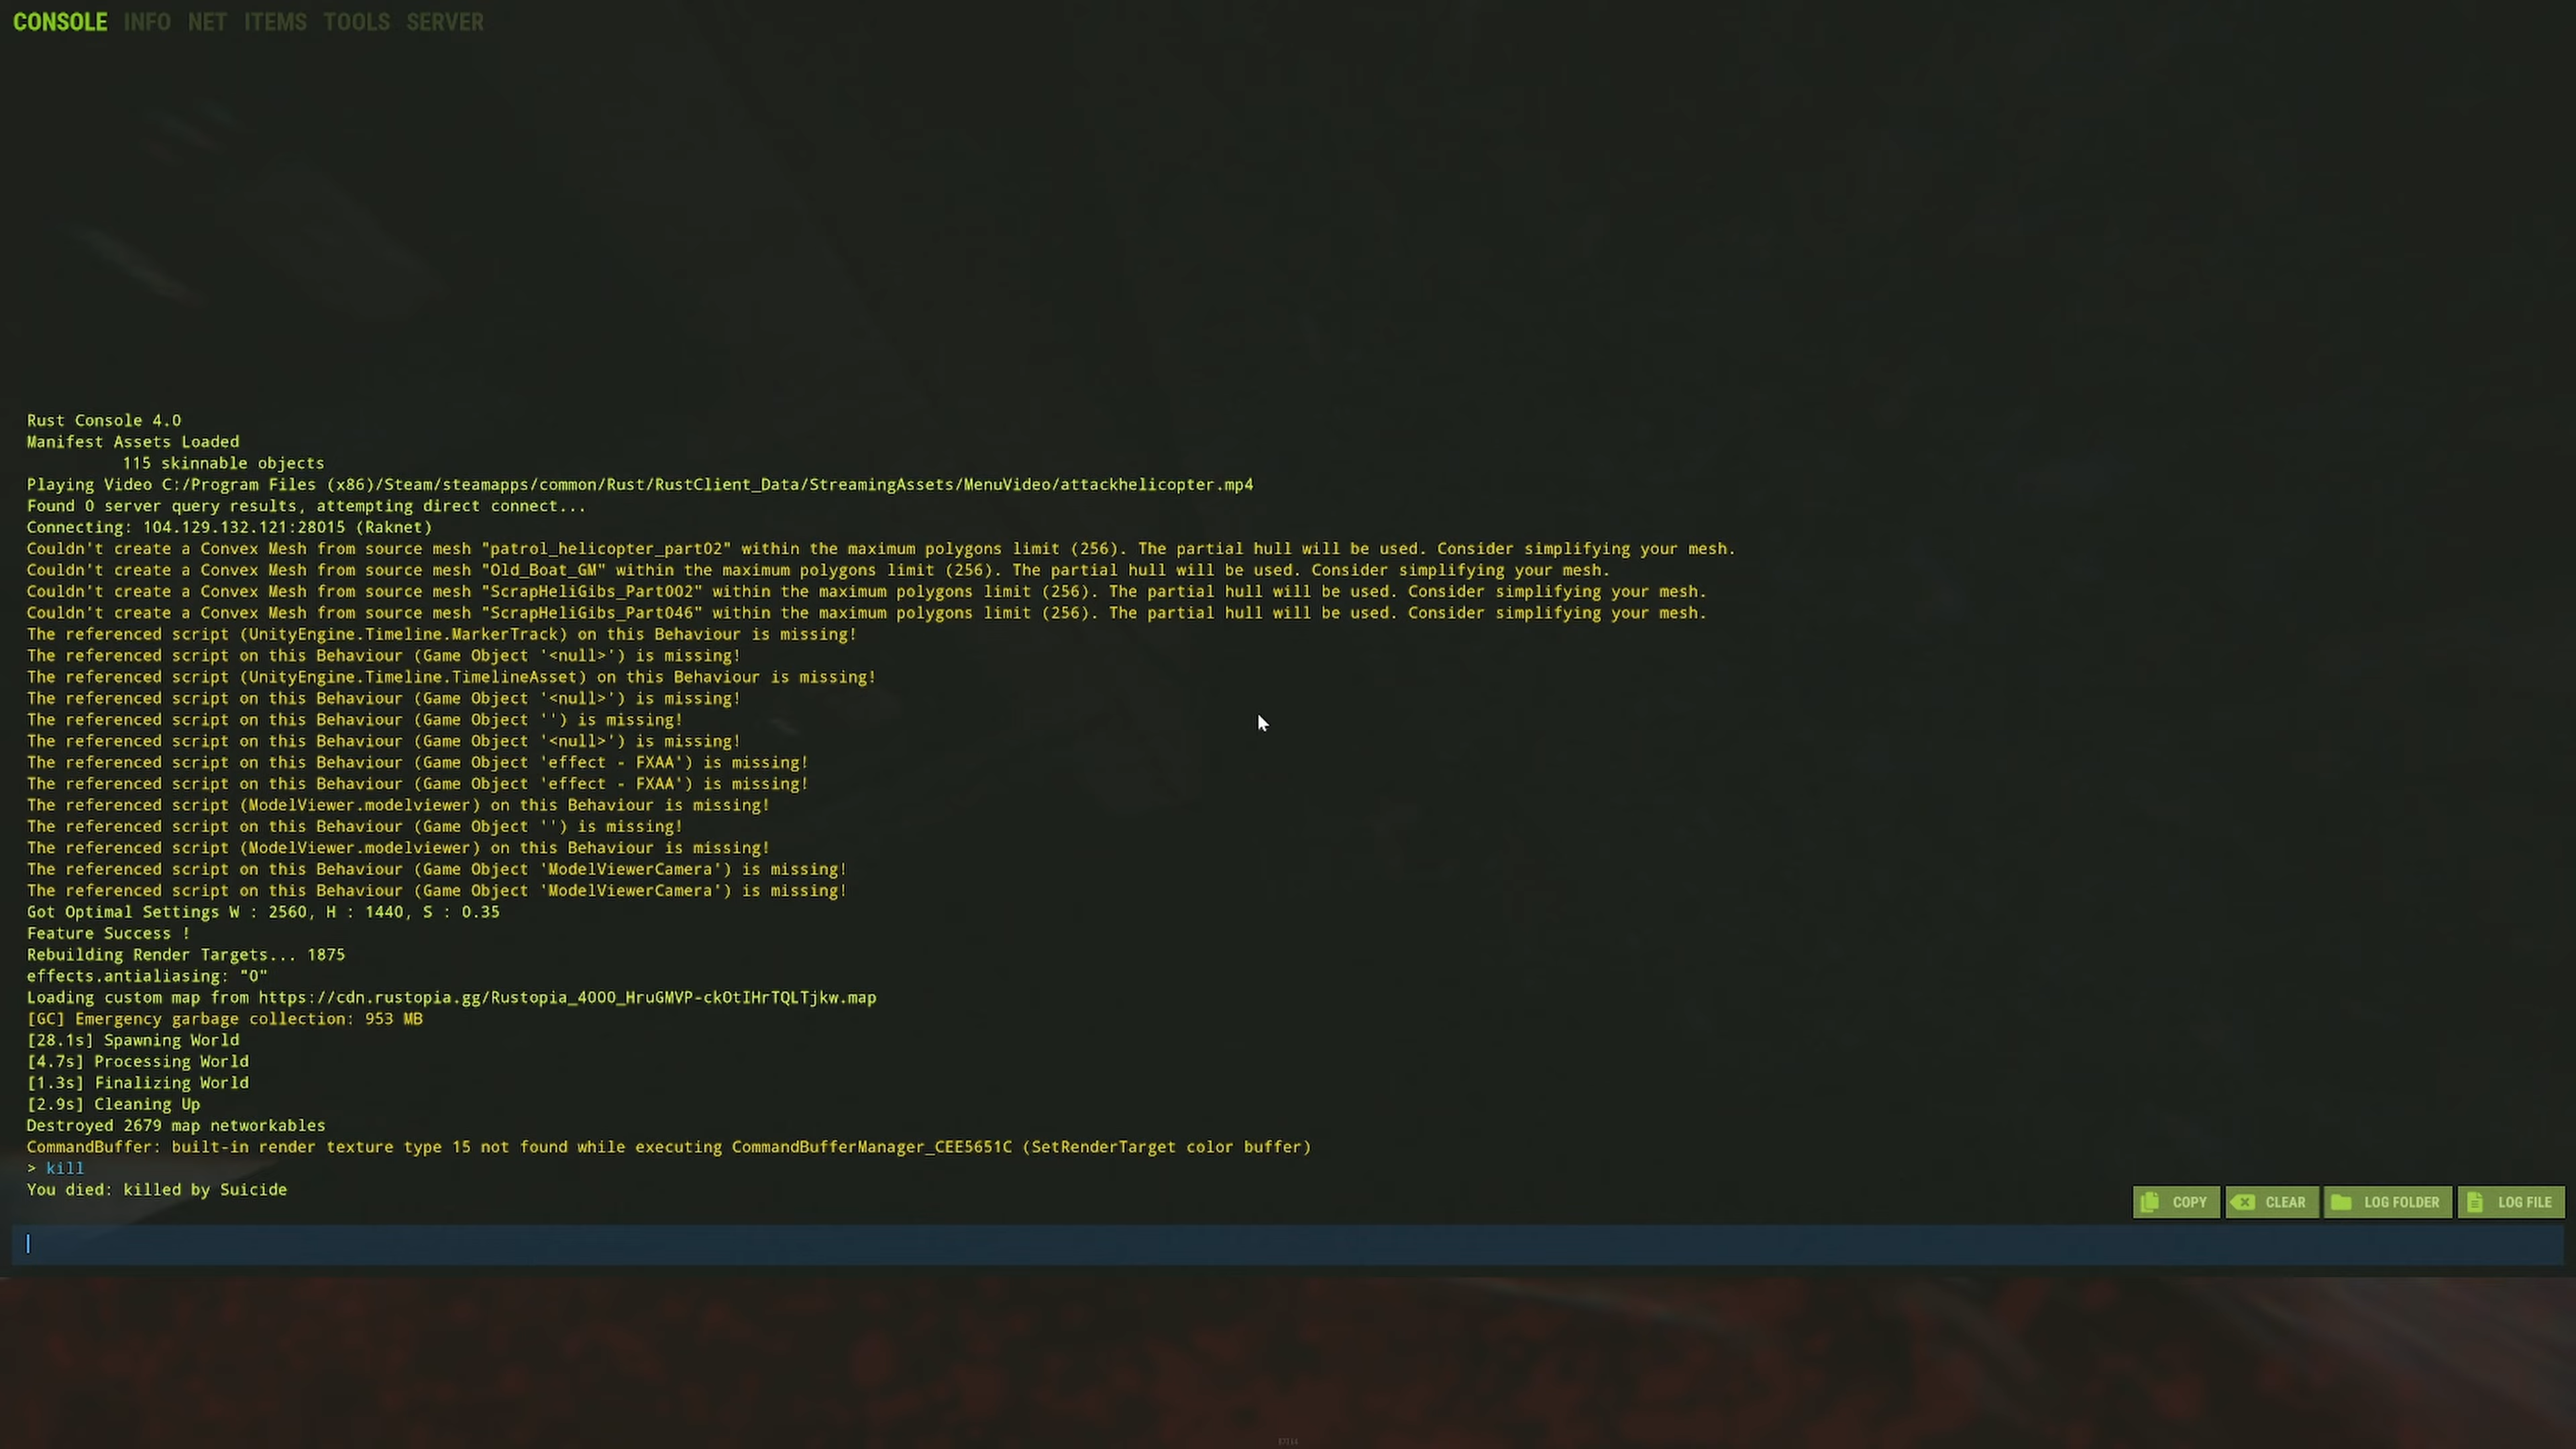 CONSOLE INFO NET ITEMS TOOLS SERVER
Rust Console 4.0
Manifest Assets Loaded
115 skinnable objects
Playing Video C:/Program Files (x86)/Steam/steamapps/common/Rust/RustClient_Data/StreamingAssets/MenuVideo/attackhelicopter.mp4
Found 0 server query results, attempting direct connect...
Connecting: 104.129.132.121:28015 (Raknet)
Couldn't create a Convex Mesh from source mesh "patrol_helicopter_part02" within the maximum polygons limit (256). The partial hull will be used. Consider simplifying your mesh.
Couldn't create a Convex Mesh from source mesh "Old_Boat_GM" within the maximum polygons limit (256). The partial hull will be used. Consider simplifying your mesh.
Couldn't create a Convex Mesh from source mesh "ScrapHeliGibs_Part002" within the maximum polygons limit (256). The partial hull will be used. Consider simplifying your mesh.
Couldn't create a Convex Mesh from source mesh "ScrapHeliGibs_Part046" within the maximum polygons limit (256). The partial hull will be used. Consider simplifying your mesh.
The referenced script (UnityEngine.Timeline.MarkerTrack) on this Behaviour is missing!
The referenced script on this Behaviour (Game Object '<null>') is missing!
The referenced script (UnityEngine.Timeline.TimelineAsset) on this Behaviour is missing!
The referenced script on this Behaviour (Game Object '<null>') is missing!
The referenced script on this Behaviour (Game Object '') is missing!
The referenced script on this Behaviour (Game Object '<null>') is missing!
The referenced script on this Behaviour (Game Object 'effect - FXAA') is missing!
The referenced script on this Behaviour (Game Object 'effect - FXAA') is missing!
The referenced script (ModelViewer.modelviewer) on this Behaviour is missing!
The referenced script on this Behaviour (Game Object '') is missing!
The referenced script (ModelViewer.modelviewer) on this Behaviour is missing!
The referenced script on this Behaviour (Game Object 'ModelViewerCamera') is missing!
The referenced script on this Behaviour (Game Object 'ModelViewerCamera') is missing!
Got Optimal Settings W : 2560, H : 1440, S : 0.35
Feature Success !
Rebuilding Render Targets... 1875
effects.antialiasing: "0"
Loading custom map from https://cdn.rustopia.gg/Rustopia_4000_HruGMVP-ckOtIHrTQLTjkw.map
[GC] Emergency garbage collection: 953 MB
[28.1s] Spawning World
[4.7s] Processing World
[1.3s] Finalizing World
[2.9s] Cleaning Up
Destroyed 2679 map networkables
CommandBuffer: built-in render texture type 15 not found while executing CommandBufferManager_CEE5651C (SetRenderTarget color buffer)
> kill
You died: killed by Suicide
COPY CLEAR LOG FOLDER LOG FILE